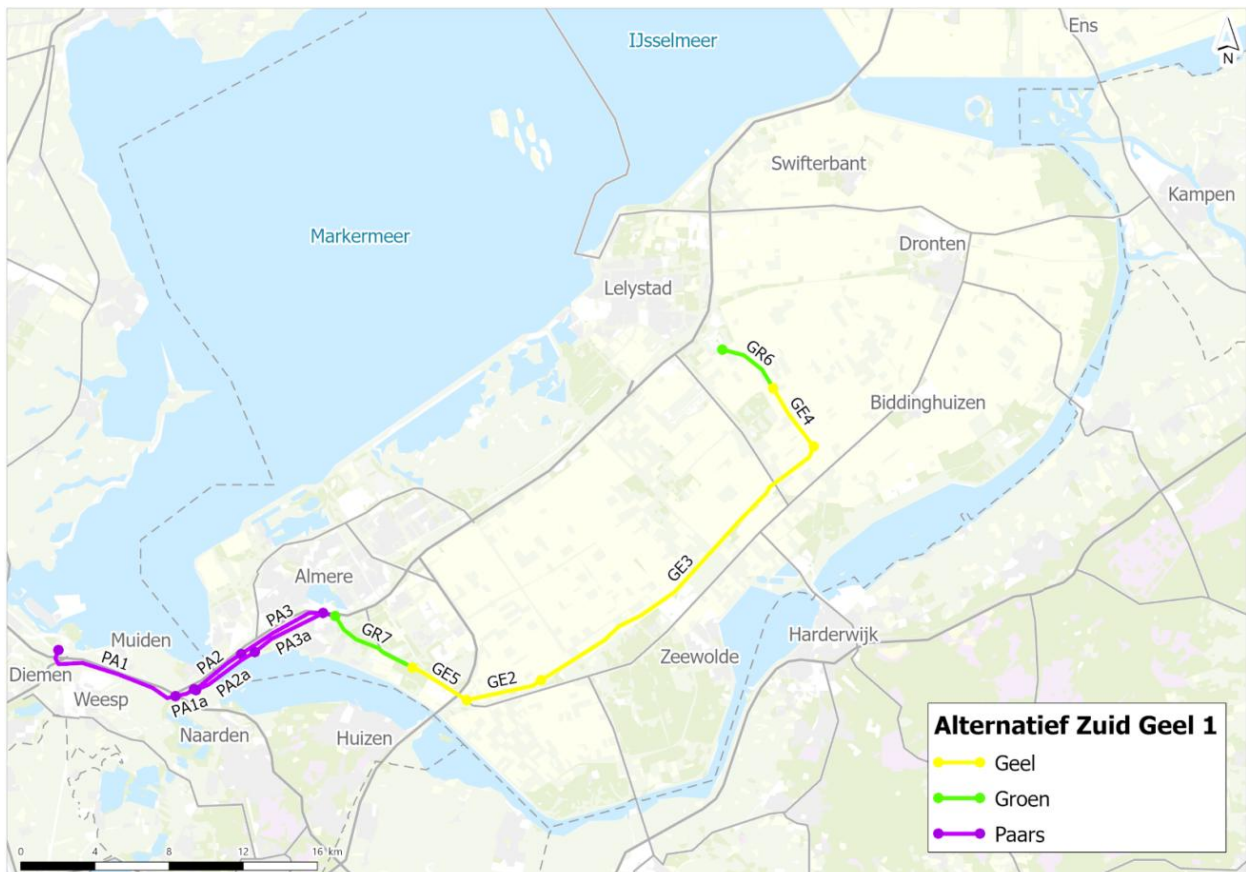 IJsselmeer
Ens
N
Swifterbant
Kampen
Markermeer
Dronten
Lelystad
GR6
GE4
Biddinghuizen
GE3
Almere
PA3
Muiden
PA2
PA3a
GR7
Harderwijk
PA1
Diemen
PA2a
GE5
GE2
Zeewolde
Weesp
PA1a
Naarden
Huizen
Alternatief Zuid Geel 1
Geel
Groen
Paars
0 4 8 12 16 km